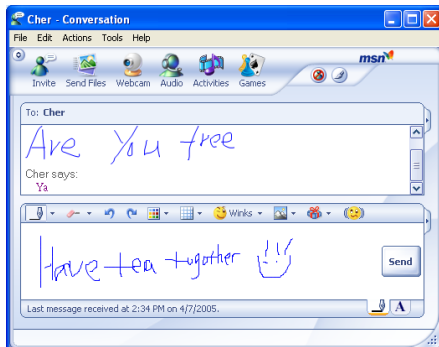 Cher - Conversation
File Edit Actions Tools Help
msn
Invite Send Files Webcam Audio Activities Games
To: Cher
Are You free
Cher says:
Ya
Winks
Have tea together
Send
Last message received at 2:34 PM on 4/7/2005.
A